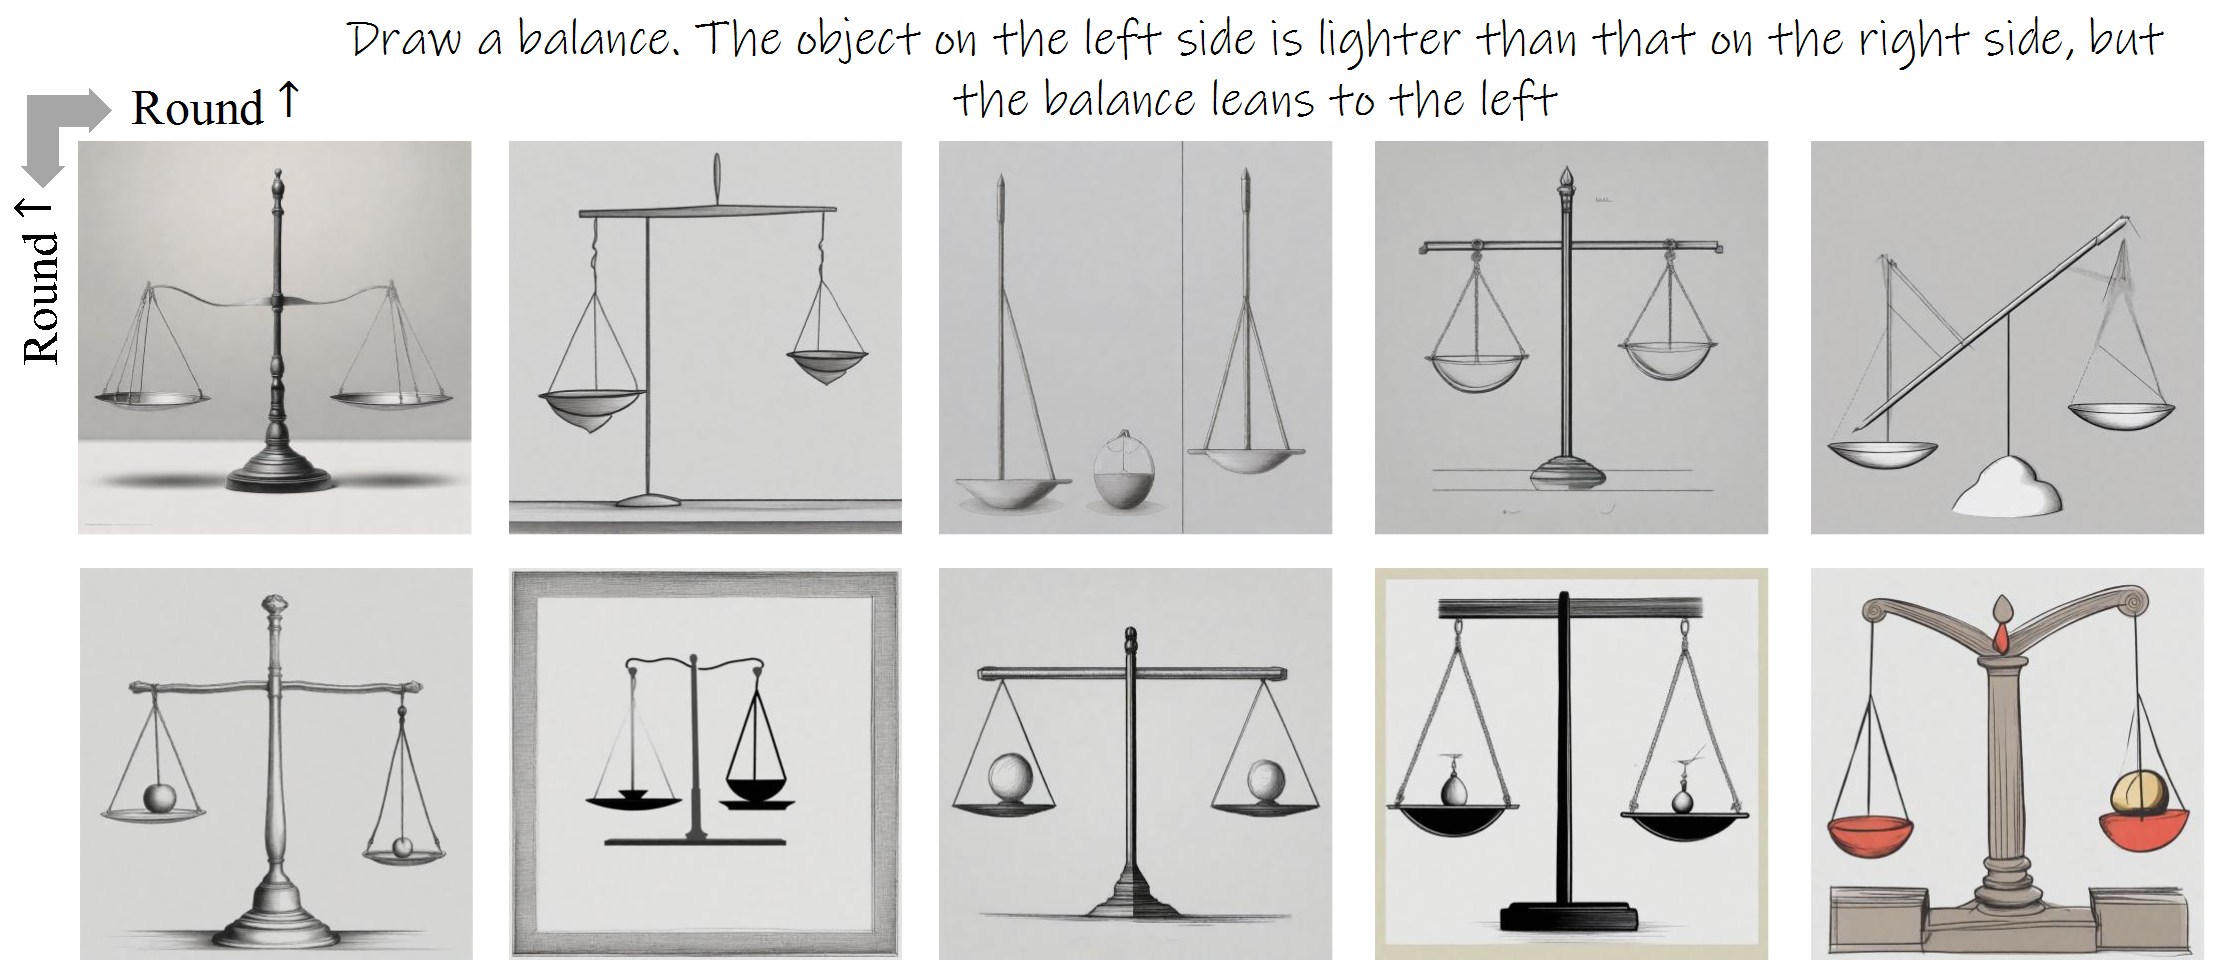 Draw a balance. The object on the left side is lighter than that on the right side, but
the balance leans to the left
Round ↑
Round ↑